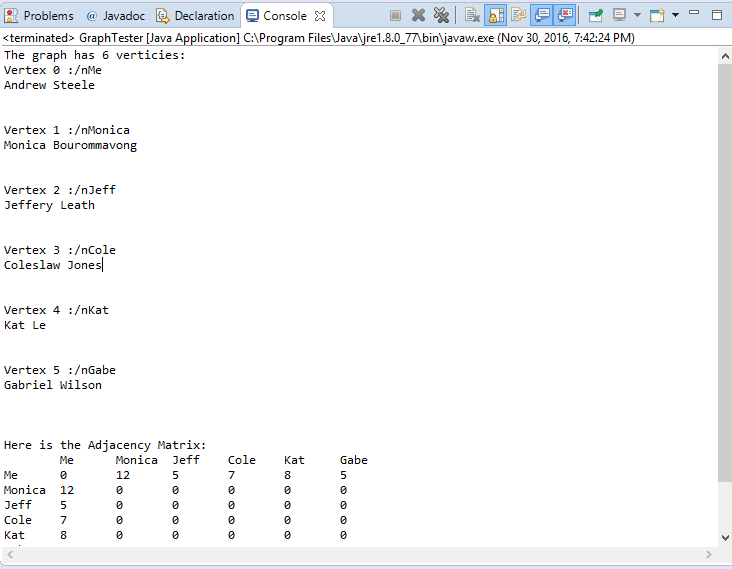 Problems @ Javadoc Declaration Console
<terminated> GraphTester [Java Application] C:\Program Files\Java\jre1.8.0_77\bin\javaw.exe (Nov 30, 2016, 7:42:24 PM)
The graph has 6 verticies:
Vertex 0 :/nMe
Andrew Steele
Vertex 1 :/nMonica
Monica Bourommavong
Vertex 2 :/nJeff
Jeffery Leath
Vertex 3 :/nCole
Coleslaw Jones
Vertex 4 :/nKat
Kat Le
Vertex 5 :/nGabe
Gabriel Wilson
Here is the Adjacency Matrix:
Me Monica Jeff Cole Kat Gabe
Me 0 12 5 7 8 5
Monica 12 0 0 0 0 0
Jeff 5 0 0 0 0 0
Cole 7 0 0 0 0 0
Kat 8 0 0 0 0 0